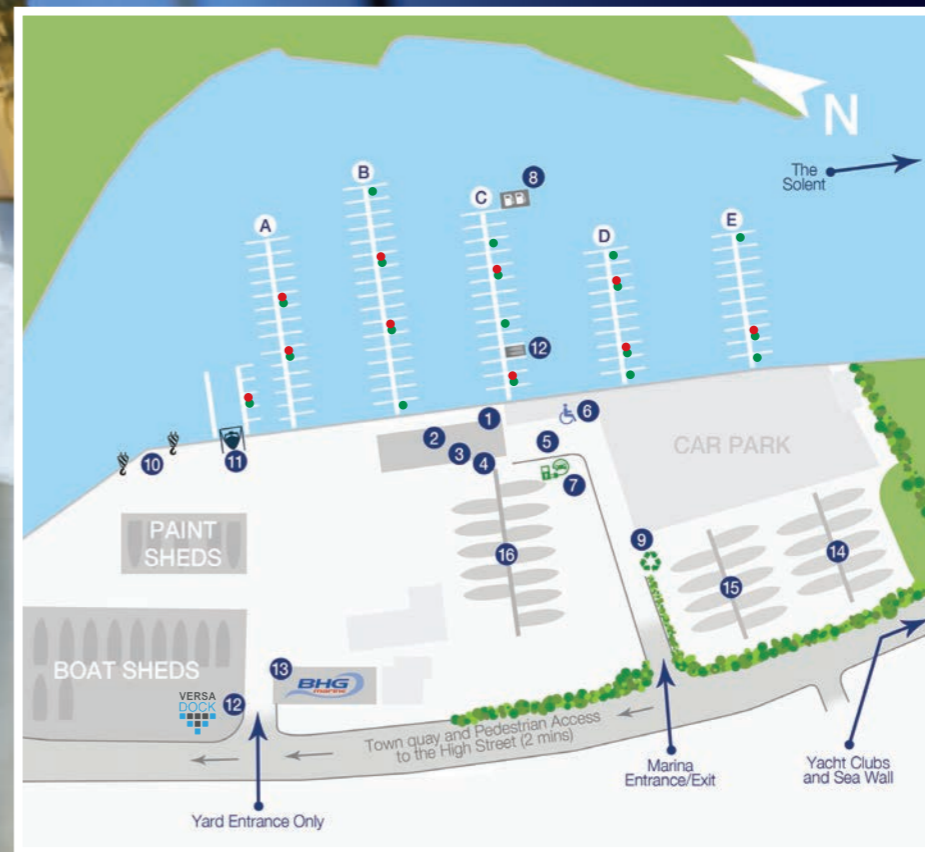 N
The
Solent
8
B
C
A
E
D
12
1
6
2
5
CAR PARK
3
4
10
11
7
PAINT
SHEDS
16
9
14
15
BOAT SHEDS
13
BHG
marine
VERSA
DOCK
12
Town quay and Pedestrian Access
to the High Street (2 mins)
Marina
Entrance/Exit
Yacht Clubs
and Sea Wall
Yard Entrance Only